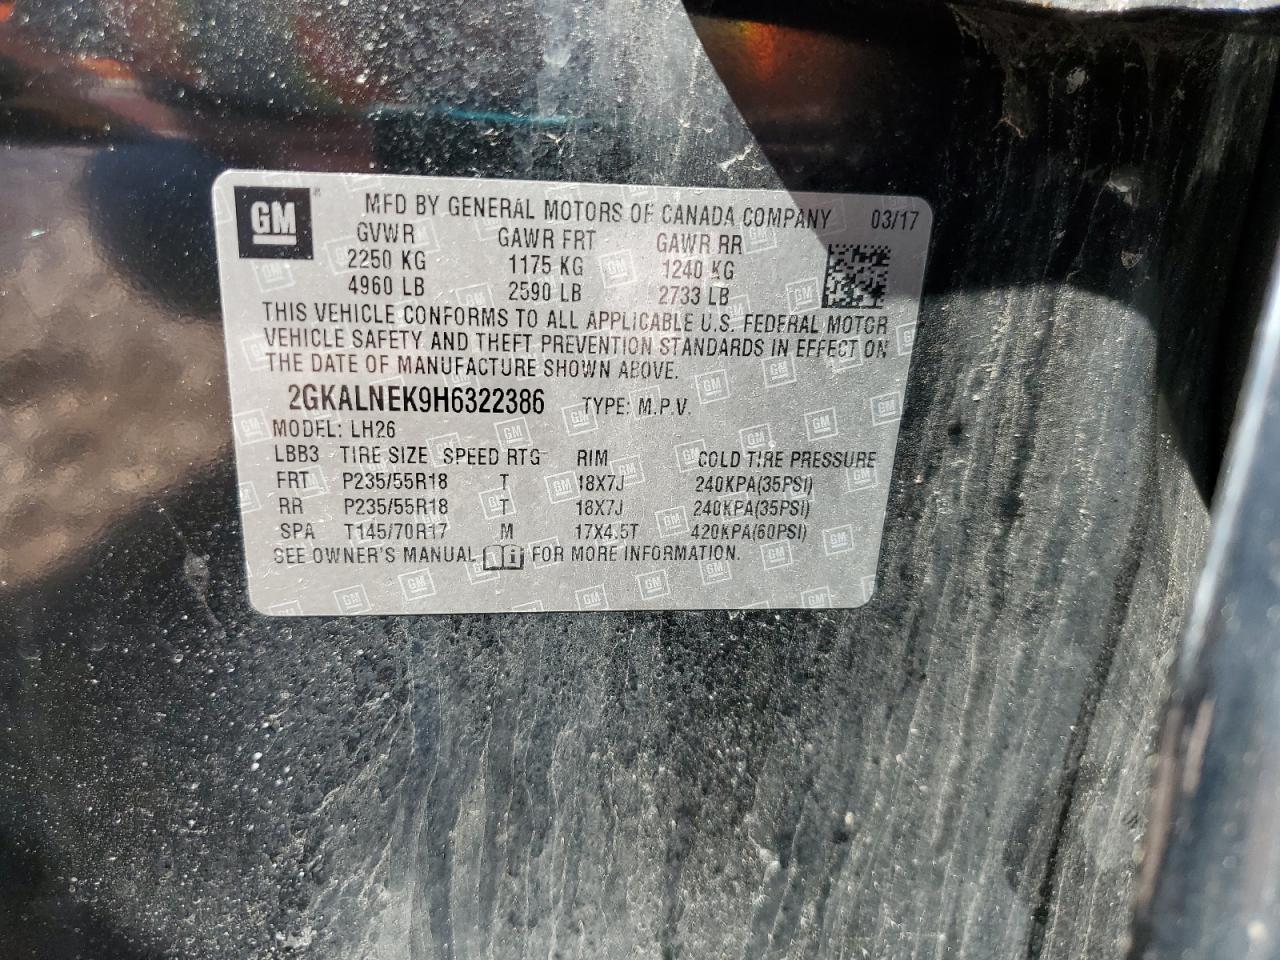 GM ® MFD BY GENERAL MOTORS OF CANADA COMPANY 03/17
GVWR GAWR FRT GAWR RR
2250 KG 1175 KG 1240 KG
4960 LB 2590 LB 2733 LB
THIS VEHICLE CONFORMS TO ALL APPLICABLE U.S. FEDERAL MOTOR
VEHICLE SAFETY AND THEFT PREVENTION STANDARDS IN EFFECT ON
THE DATE OF MANUFACTURE SHOWN ABOVE.
2GKALNEK9H6322386 TYPE: M.P.V.
MODEL: LH26
LBB3 TIRE SIZE SPEED RTG RIM COLD TIRE PRESSURE
FRT P235/55R18 T 18X7J 240KPA(35PSI)
RR P235/55R18 T 18X7J 240KPA(35PSI)
SPA T145/70R17 M 17X4.5T 420KPA(60PSI)
SEE OWNER'S MANUAL i FOR MORE INFORMATION.